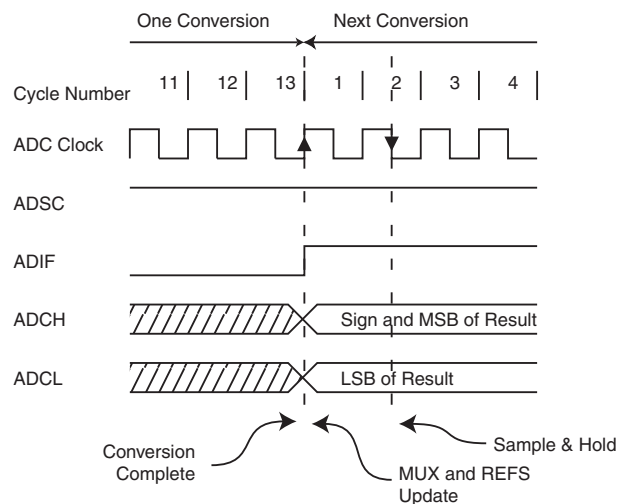 One Conversion Next Conversion
Cycle Number 11 12 13 1 2 3 4
ADC Clock
ADSC
ADIF
ADCH Sign and MSB of Result
ADCL LSB of Result
Conversion
Complete
MUX and REFS
Update
Sample & Hold